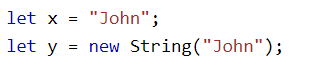 let x = "John";
let y = new String("John");